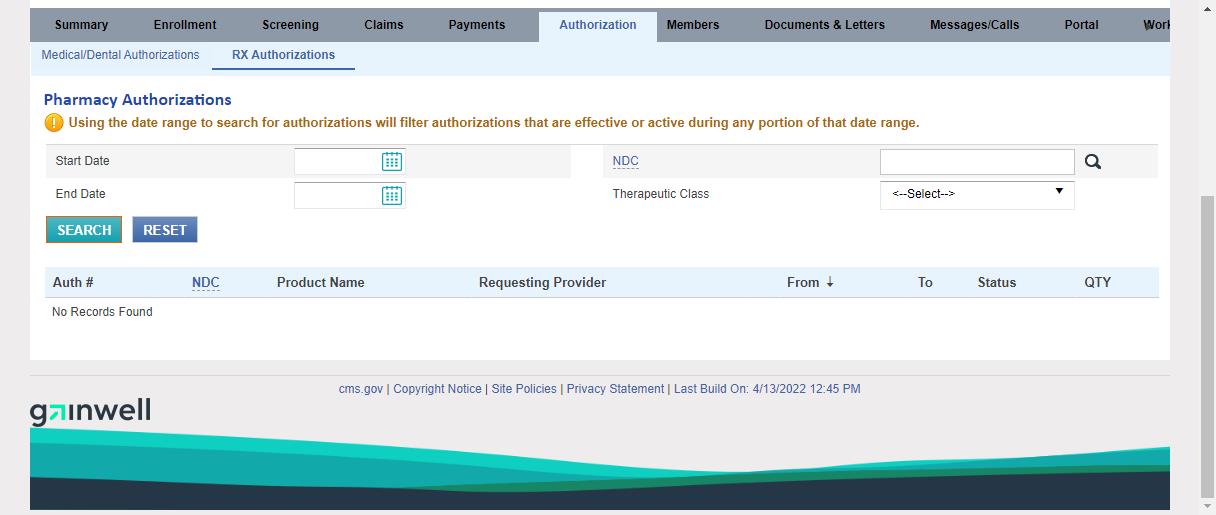 Summary Enrollment Screening Claims Payments Authorization Members Documents & Letters Messages/Calls Portal Work
Medical/Dental Authorizations RX Authorizations
Pharmacy Authorizations
Using the date range to search for authorizations will filter authorizations that are effective or active during any portion of that date range.
Start Date NDC
End Date Therapeutic Class <--Select-->
SEARCH RESET
Auth # NDC Product Name Requesting Provider From ↓ To Status QTY
No Records Found
cms.gov | Copyright Notice | Site Policies | Privacy Statement | Last Build On: 4/13/2022 12:45 PM
gainwell